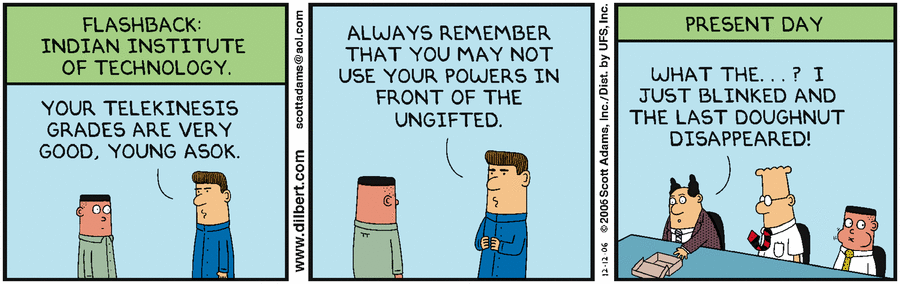 FLASHBACK:
INDIAN INSTITUTE
OF TECHNOLOGY.
YOUR TELEKINESIS
GRADES ARE VERY
GOOD, YOUNG ASOK.
www.dilbert.com scottadams@aol.com
ALWAYS REMEMBER
THAT YOU MAY NOT
USE YOUR POWERS IN
FRONT OF THE
UNGIFTED.
12-12-06 © 2006 Scott Adams, Inc./Dist. by UFS, Inc.
PRESENT DAY
WHAT THE...? I
JUST BLINKED AND
THE LAST DOUGHNUT
DISAPPEARED!